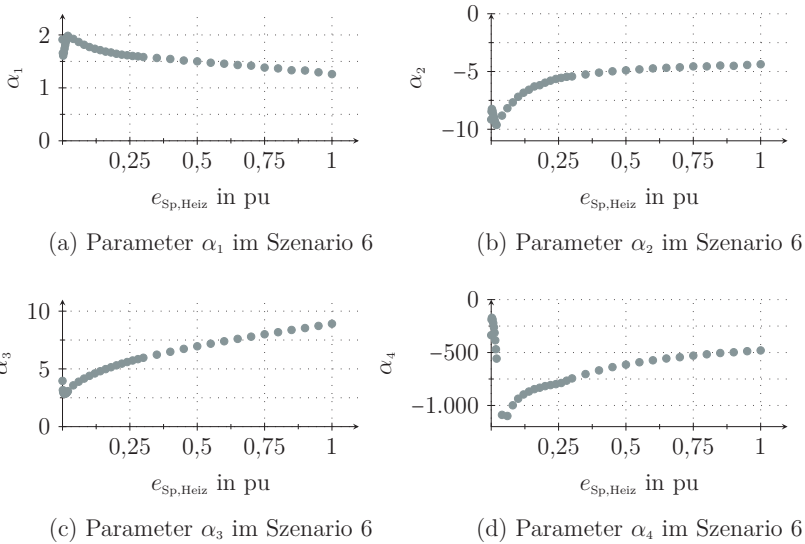 2
1
0
α₁
0,25 0,5 0,75 1
e_Sp,Heiz in pu
(a) Parameter α₁ im Szenario 6
0
−5
−10
α₂
0,25 0,5 0,75 1
e_Sp,Heiz in pu
(b) Parameter α₂ im Szenario 6
10
5
0
α₃
0,25 0,5 0,75 1
e_Sp,Heiz in pu
(c) Parameter α₃ im Szenario 6
0
−500
−1.000
α₄
0,25 0,5 0,75 1
e_Sp,Heiz in pu
(d) Parameter α₄ im Szenario 6